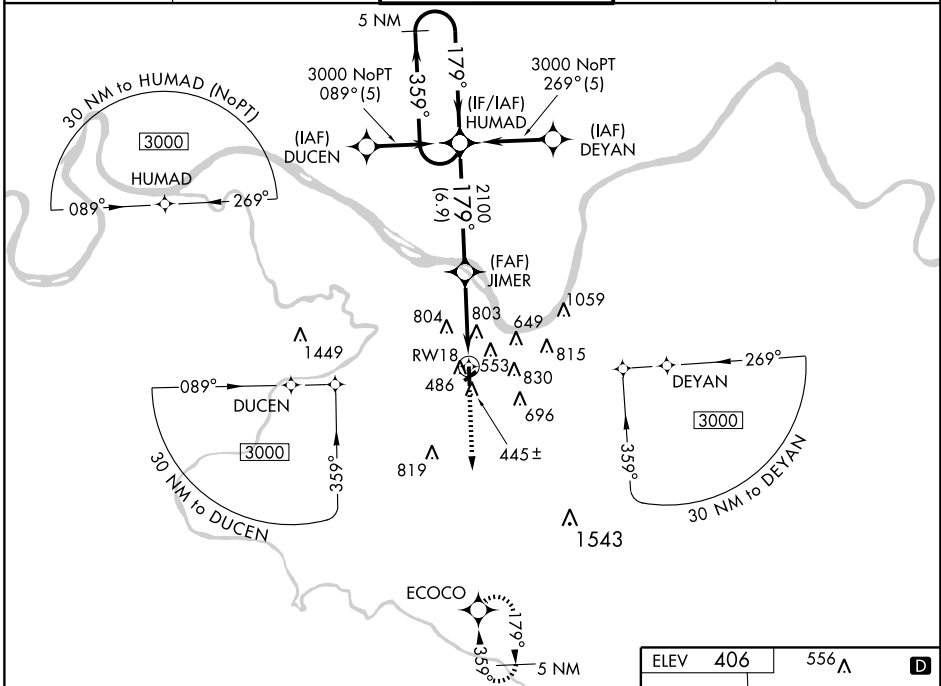 5 NM
179°
359°
3000 NoPT
089° (5)
3000 NoPT
269° (5)
(IF/IAF)
HUMAD
(IAF)
DUCEN
(IAF)
DEYAN
30 NM to HUMAD (NoPT)
3000
HUMAD
089°
269°
2100
179°
(6.9)
(FAF)
JIMER
1059
804
803
649
1449
RW18
553
815
486
830
696
445±
819
089°
DUCEN
3000
359°
30 NM to DUCEN
269°
DEYAN
3000
359°
30 NM to DEYAN
1543
ECOCO
179°
359°
5 NM
ELEV 406
556
D